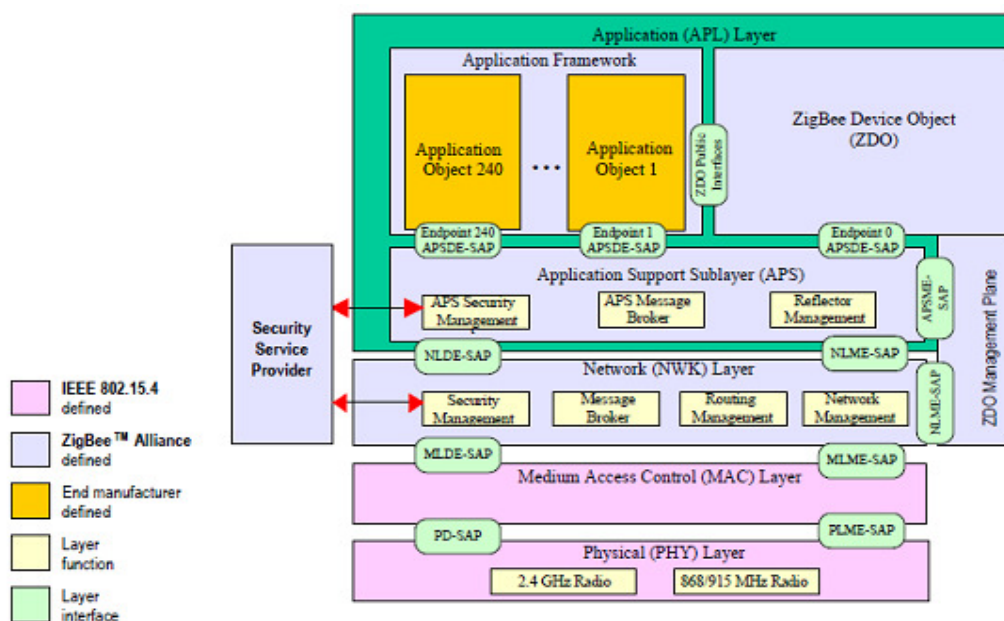 Application (APL) Layer
Application Framework
Application
Object 240
...
Application
Object 1
ZDO Public
Interfaces
ZigBee Device Object
(ZDO)
Endpoint 240
APSDE-SAP
Endpoint 1
APSDE-SAP
Endpoint 0
APSDE-SAP
Application Support Sublayer (APS)
APS Security
Management
APS Message
Broker
Reflector
Management
APSME-
SAP
ZDO Management Plane
Security
Service
Provider
NLDE-SAP
NLME-SAP
Network (NWK) Layer
Security
Management
Message
Broker
Routing
Management
Network
Management
NLME-SAP
MLDE-SAP
MLME-SAP
Medium Access Control (MAC) Layer
PD-SAP
PLME-SAP
Physical (PHY) Layer
2.4 GHz Radio
868/915 MHz Radio
IEEE 802.15.4
defined
ZigBee™ Alliance
defined
End manufacturer
defined
Layer
function
Layer
interface